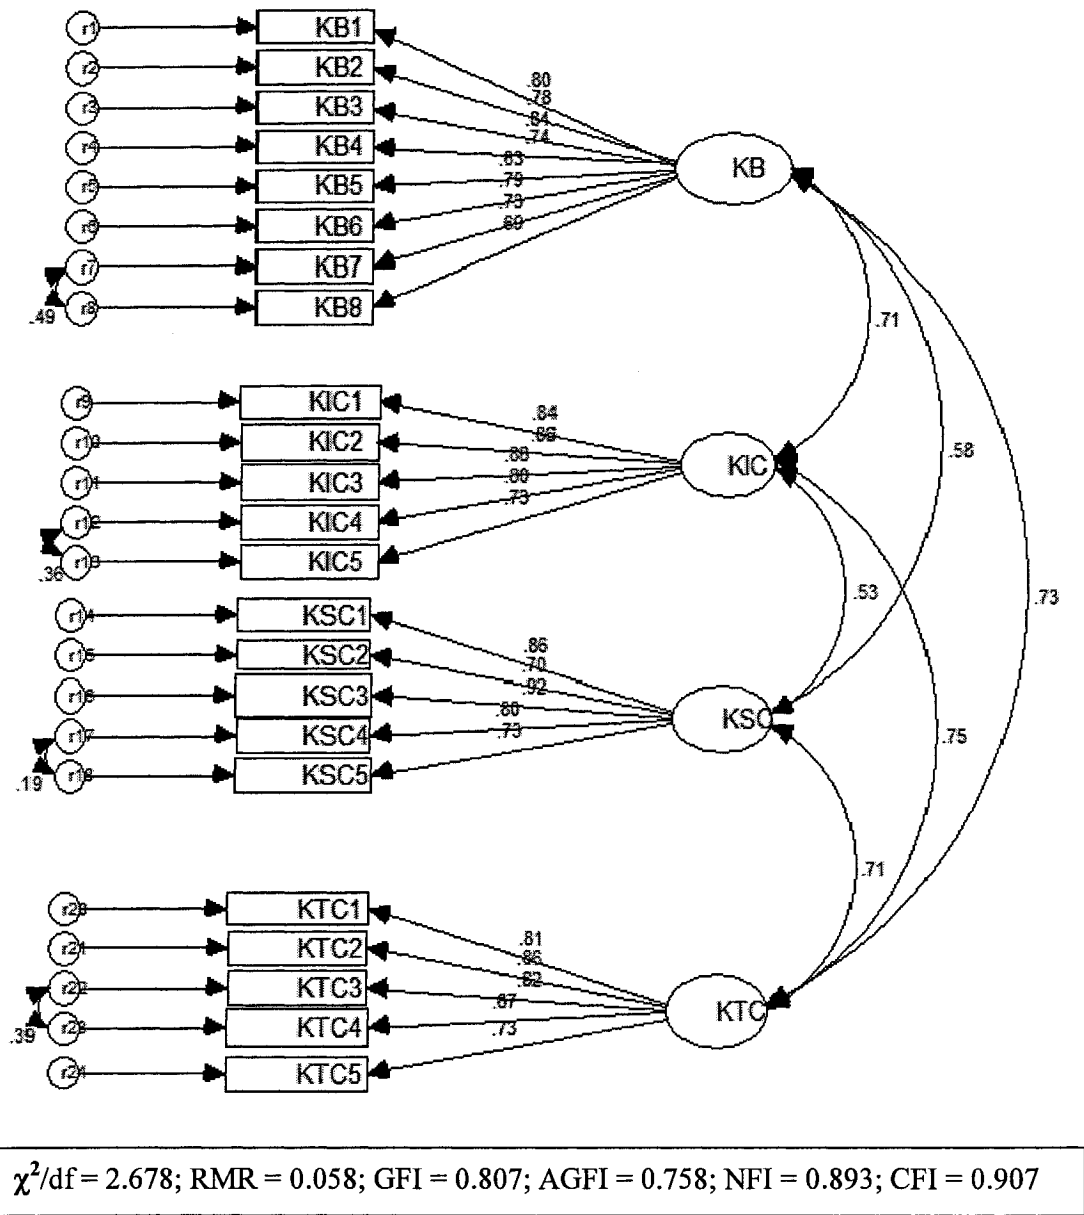 r1 KB1
r2 KB2
r3 KB3
r4 KB4
r5 KB5
r6 KB6
r7 KB7
r8 KB8
.49
.80
.78
.84
.74
.83
.79
.73
.69
KB
.71
.58
.73
r9 KIC1
r10 KIC2
r11 KIC3
r12 KIC4
r13 KIC5
.36
.84
.86
.88
.80
.73
KIC
.53
.75
r14 KSC1
r15 KSC2
r16 KSC3
r17 KSC4
r18 KSC5
.19
.86
.70
.92
.80
.73
KSC
.71
KTC1
r21 KTC2
r22 KTC3
r23 KTC4
r24 KTC5
.39
.81
.86
.82
.67
.73
KTC
χ²/df = 2.678; RMR = 0.058; GFI = 0.807; AGFI = 0.758; NFI = 0.893; CFI = 0.907